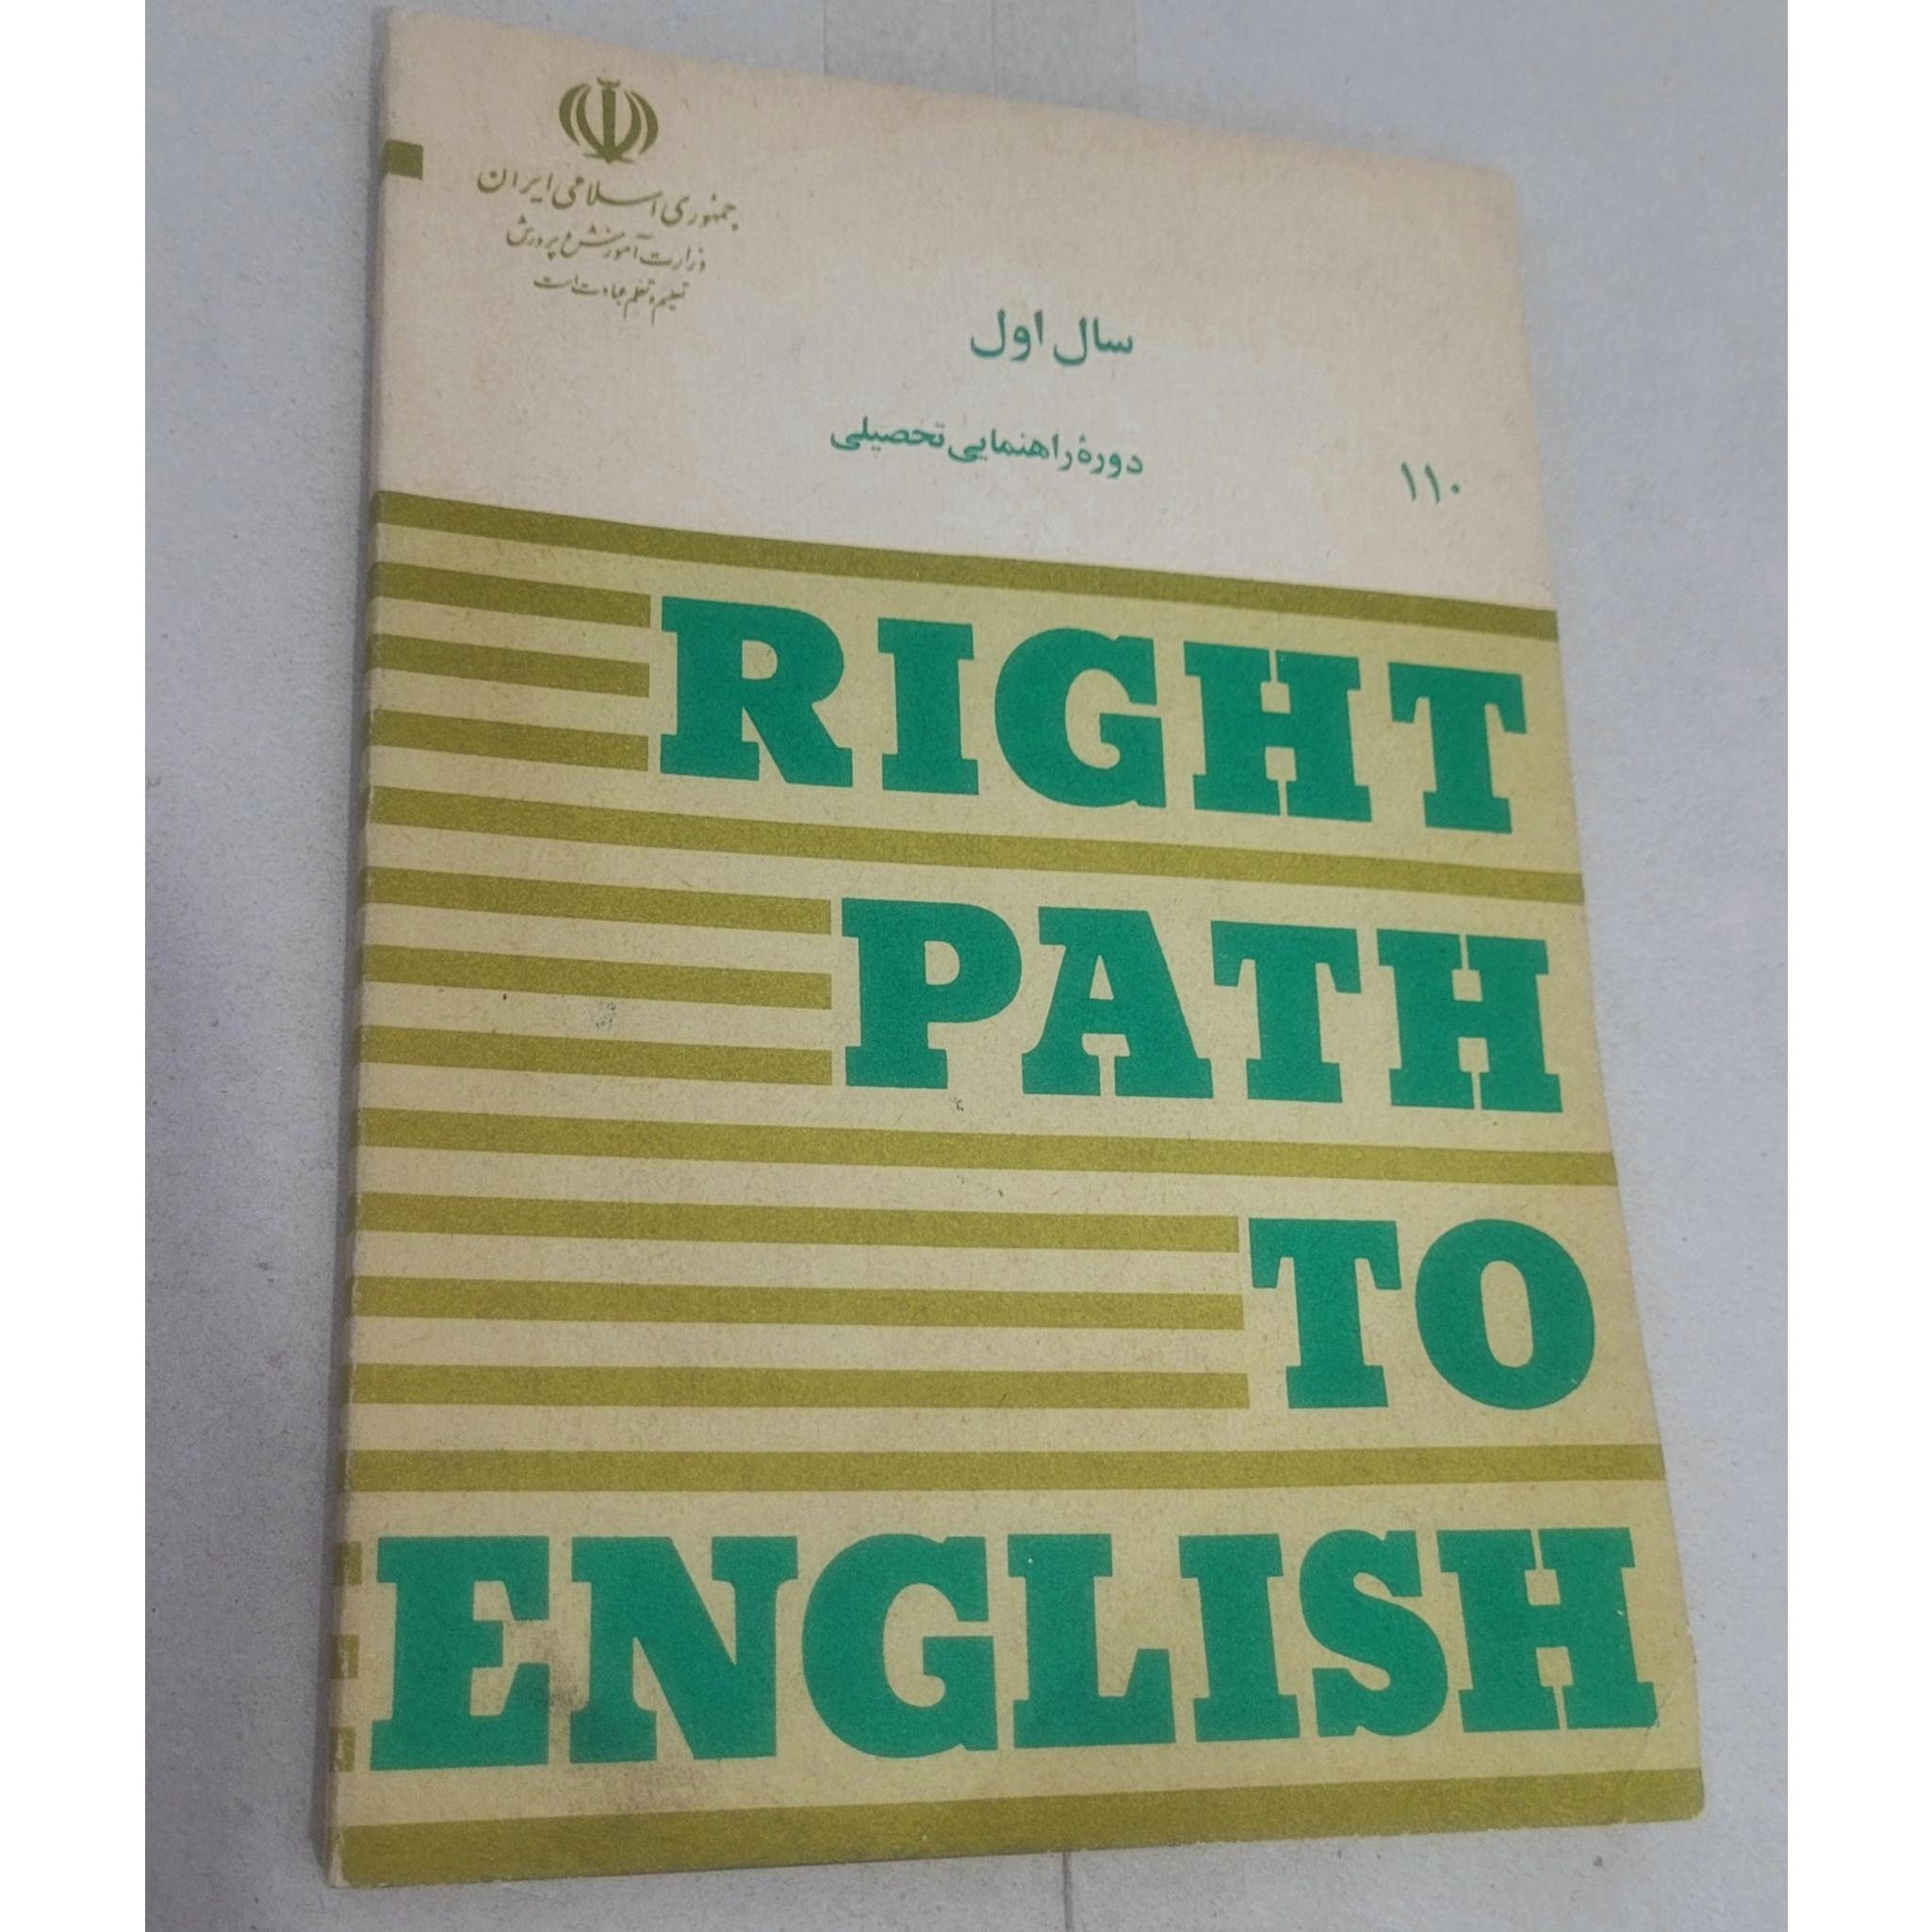 جمهوری اسلامی ایران
وزارت آموزش و پرورش
تعلیم و تعلم عبادت است
سال اول
دورهٔ راهنمایی تحصیلی
۱۱۰
RIGHT
PATH
TO
ENGLISH